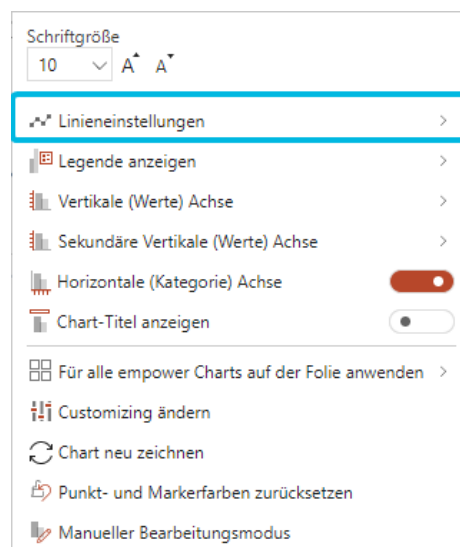 Schriftgröße
10 A A
Linieneinstellungen
Legende anzeigen
Vertikale (Werte) Achse
Sekundäre Vertikale (Werte) Achse
Horizontale (Kategorie) Achse
Chart-Titel anzeigen
Für alle empower Charts auf der Folie anwenden
Customizing ändern
Chart neu zeichnen
Punkt- und Markerfarben zurücksetzen
Manueller Bearbeitungsmodus